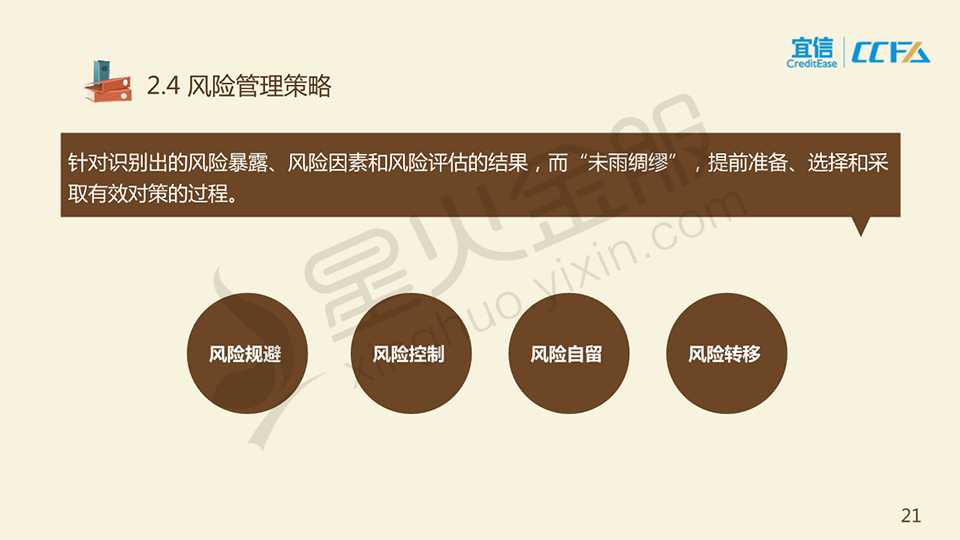 宜信
CreditEase
CCFA
2.4 风险管理策略
针对识别出的风险暴露、风险因素和风险评估的结果，而“未雨绸缪”，提前准备、选择和采
取有效对策的过程。
星火金服
xinghuo.yixin.com
风险规避
风险控制
风险自留
风险转移
21